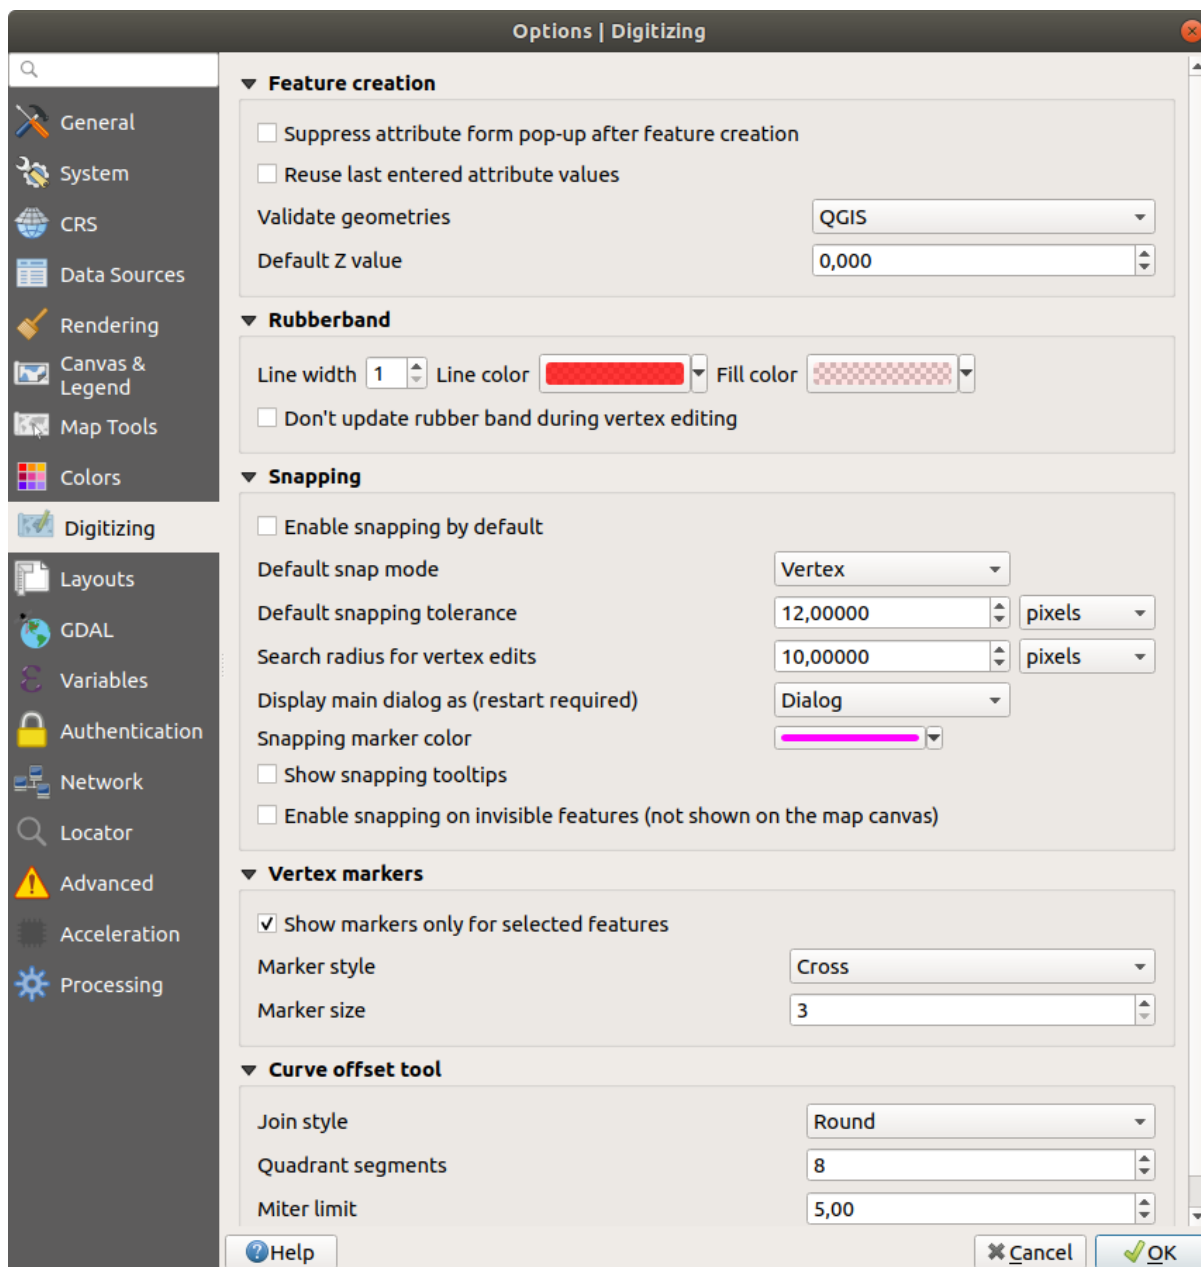 Options | Digitizing
General
System
CRS
Data Sources
Rendering
Canvas &
Legend
Map Tools
Colors
Digitizing
Layouts
GDAL
Variables
Authentication
Network
Locator
Advanced
Acceleration
Processing
Feature creation
Suppress attribute form pop-up after feature creation
Reuse last entered attribute values
Validate geometries QGIS
Default Z value 0,000
Rubberband
Line width 1 Line color Fill color
Don't update rubber band during vertex editing
Snapping
Enable snapping by default
Default snap mode Vertex
Default snapping tolerance 12,00000 pixels
Search radius for vertex edits 10,00000 pixels
Display main dialog as (restart required) Dialog
Snapping marker color
Show snapping tooltips
Enable snapping on invisible features (not shown on the map canvas)
Vertex markers
Show markers only for selected features
Marker style Cross
Marker size 3
Curve offset tool
Join style Round
Quadrant segments 8
Miter limit 5,00
Help Cancel OK